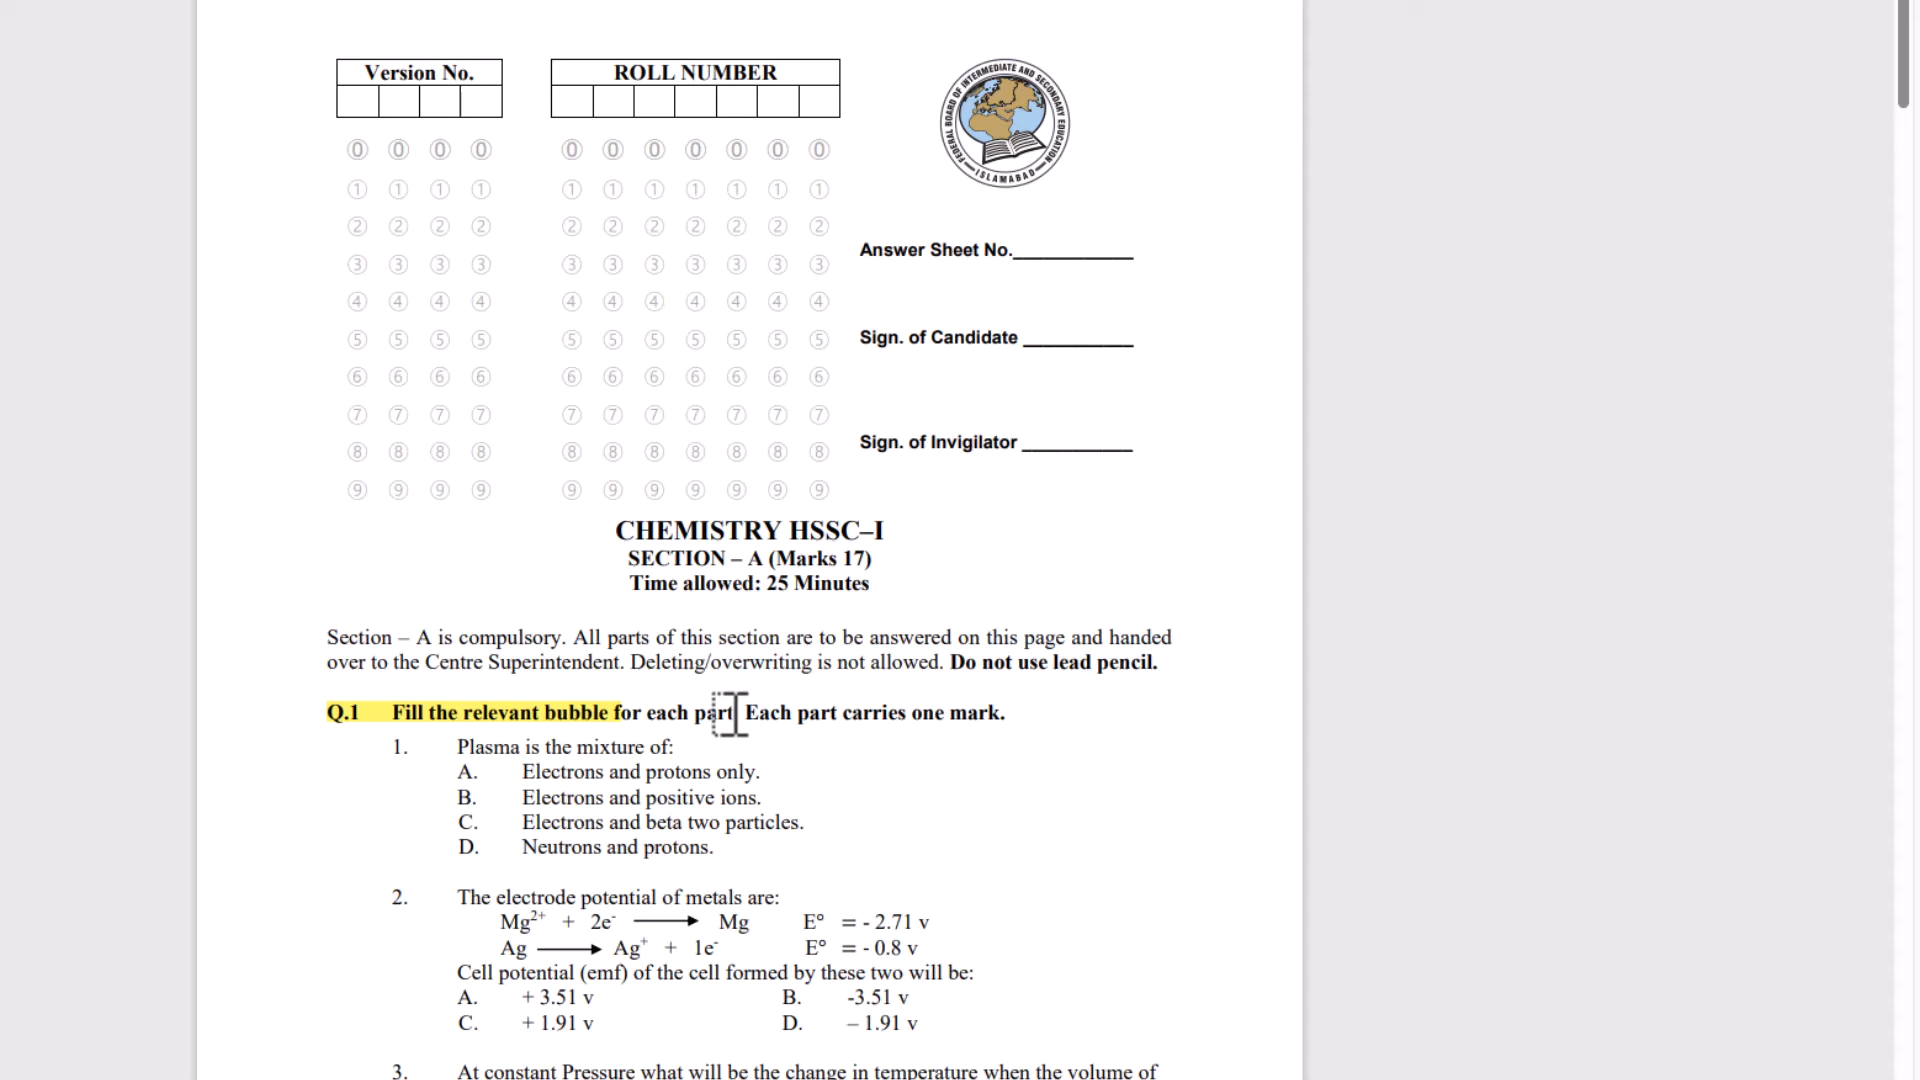 Version No.
ROLL NUMBER
FEDERAL BOARD OF INTERMEDIATE AND SECONDARY EDUCATION
ISLAMABAD
0 0 0 0 0 0 0 0 0 0 0
1 1 1 1 1 1 1 1 1 1 1
2 2 2 2 2 2 2 2 2 2 2
Answer Sheet No.____________
3 3 3 3 3 3 3 3 3 3 3
4 4 4 4 4 4 4 4 4 4 4
5 5 5 5 5 5 5 5 5 5 5
Sign. of Candidate ___________
6 6 6 6 6 6 6 6 6 6 6
7 7 7 7 7 7 7 7 7 7 7
Sign. of Invigilator ___________
8 8 8 8 8 8 8 8 8 8 8
9 9 9 9 9 9 9 9 9 9 9
CHEMISTRY HSSC–I
SECTION – A (Marks 17)
Time allowed: 25 Minutes
Section – A is compulsory. All parts of this section are to be answered on this page and handed
over to the Centre Superintendent. Deleting/overwriting is not allowed. Do not use lead pencil.
Q.1 Fill the relevant bubble for each part Each part carries one mark.
1. Plasma is the mixture of:
A. Electrons and protons only.
B. Electrons and positive ions.
C. Electrons and beta two particles.
D. Neutrons and protons.
2. The electrode potential of metals are:
Mg²⁺ + 2e⁻ ⟶ Mg E° = - 2.71 v
Ag ⟶ Ag⁺ + 1e⁻ E° = - 0.8 v
Cell potential (emf) of the cell formed by these two will be:
A. + 3.51 v B. -3.51 v
C. + 1.91 v D. – 1.91 v
3. At constant Pressure what will be the change in temperature when the volume of